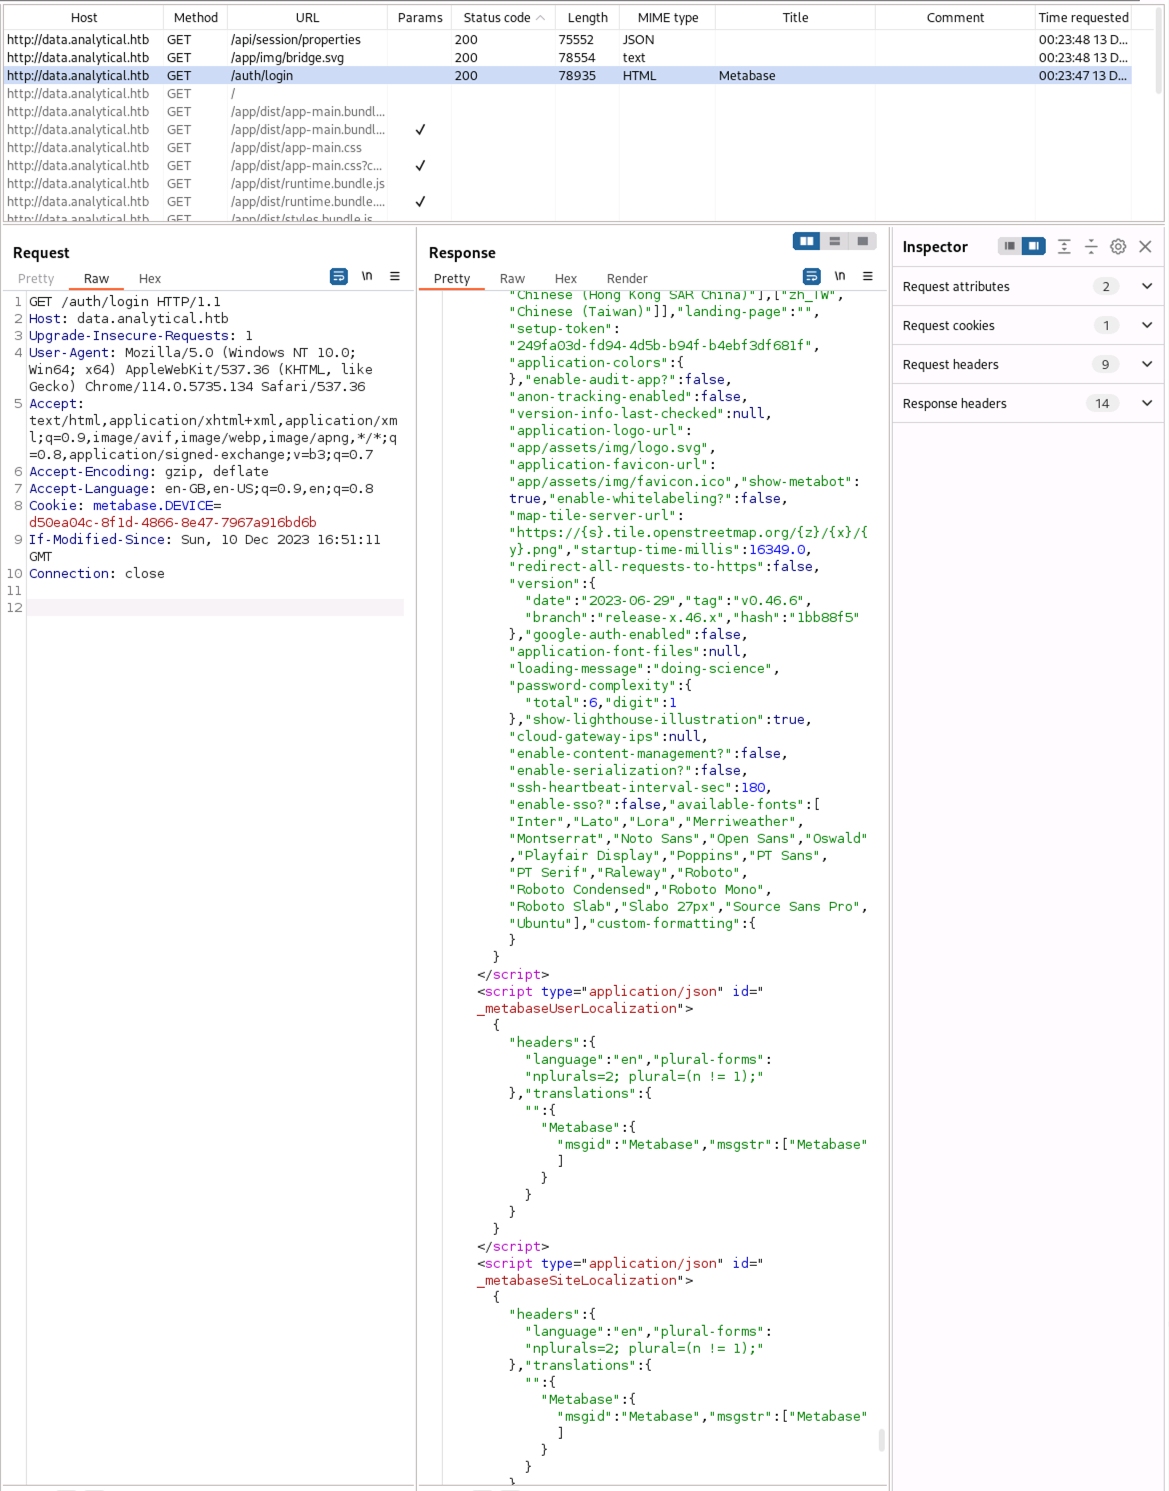 Host Method URL Params Status code Length MIME type Title Comment Time requested
http://data.analytical.htb GET /api/session/properties 200 75552 JSON 00:23:48 13 D...
http://data.analytical.htb GET /app/img/bridge.svg 200 78554 text 00:23:48 13 D...
http://data.analytical.htb GET /auth/login 200 78935 HTML Metabase 00:23:47 13 D...
http://data.analytical.htb GET /
http://data.analytical.htb GET /app/dist/app-main.bundl...
http://data.analytical.htb GET /app/dist/app-main.bundl... ✓
http://data.analytical.htb GET /app/dist/app-main.css
http://data.analytical.htb GET /app/dist/app-main.css?c... ✓
http://data.analytical.htb GET /app/dist/runtime.bundle.js
http://data.analytical.htb GET /app/dist/runtime.bundle.... ✓
http://data.analytical.htb GET /app/dist/styles.bundle.js
Request
Pretty Raw Hex \n
1 GET /auth/login HTTP/1.1
2 Host: data.analytical.htb
3 Upgrade-Insecure-Requests: 1
4 User-Agent: Mozilla/5.0 (Windows NT 10.0;
Win64; x64) AppleWebKit/537.36 (KHTML, like
Gecko) Chrome/114.0.5735.134 Safari/537.36
5 Accept:
text/html,application/xhtml+xml,application/xm
l;q=0.9,image/avif,image/webp,image/apng,*/*;q
=0.8,application/signed-exchange;v=b3;q=0.7
6 Accept-Encoding: gzip, deflate
7 Accept-Language: en-GB,en-US;q=0.9,en;q=0.8
8 Cookie: metabase.DEVICE=
d50ea04c-8f1d-4866-8e47-7967a916bd6b
9 If-Modified-Since: Sun, 10 Dec 2023 16:51:11
GMT
10 Connection: close
11
12
Response
Pretty Raw Hex Render \n
"Chinese (Hong Kong SAR China)"],["zh_TW",
"Chinese (Taiwan)"]],"landing-page":"",
"setup-token":
"249fa03d-fd94-4d5b-b94f-b4ebf3df681f",
"application-colors":{
},"enable-audit-app?":false,
"anon-tracking-enabled":false,
"version-info-last-checked":null,
"application-logo-url":
"app/assets/img/logo.svg",
"application-favicon-url":
"app/assets/img/favicon.ico","show-metabot":
true,"enable-whitelabeling?":false,
"map-tile-server-url":
"https://{s}.tile.openstreetmap.org/{z}/{x}/{
y}.png","startup-time-millis":16349.0,
"redirect-all-requests-to-https":false,
"version":{
"date":"2023-06-29","tag":"v0.46.6",
"branch":"release-x.46.x","hash":"1bb88f5"
},"google-auth-enabled":false,
"application-font-files":null,
"loading-message":"doing-science",
"password-complexity":{
"total":6,"digit":1
},"show-lighthouse-illustration":true,
"cloud-gateway-ips":null,
"enable-content-management?":false,
"enable-serialization?":false,
"ssh-heartbeat-interval-sec":180,
"enable-sso?":false,"available-fonts":[
"Inter","Lato","Lora","Merriweather",
"Montserrat","Noto Sans","Open Sans","Oswald"
,"Playfair Display","Poppins","PT Sans",
"PT Serif","Raleway","Roboto",
"Roboto Condensed","Roboto Mono",
"Roboto Slab","Slabo 27px","Source Sans Pro",
"Ubuntu"],"custom-formatting":{
}
}
</script>
<script type="application/json" id="
_metabaseUserLocalization">
{
"headers":{
"language":"en","plural-forms":
"nplurals=2; plural=(n != 1);"
},"translations":{
"":{
"Metabase":{
"msgid":"Metabase","msgstr":["Metabase"
]
}
}
}
}
</script>
<script type="application/json" id="
_metabaseSiteLocalization">
{
"headers":{
"language":"en","plural-forms":
"nplurals=2; plural=(n != 1);"
},"translations":{
"":{
"Metabase":{
"msgid":"Metabase","msgstr":["Metabase"
]
}
}
}
Inspector
Request attributes 2
Request cookies 1
Request headers 9
Response headers 14